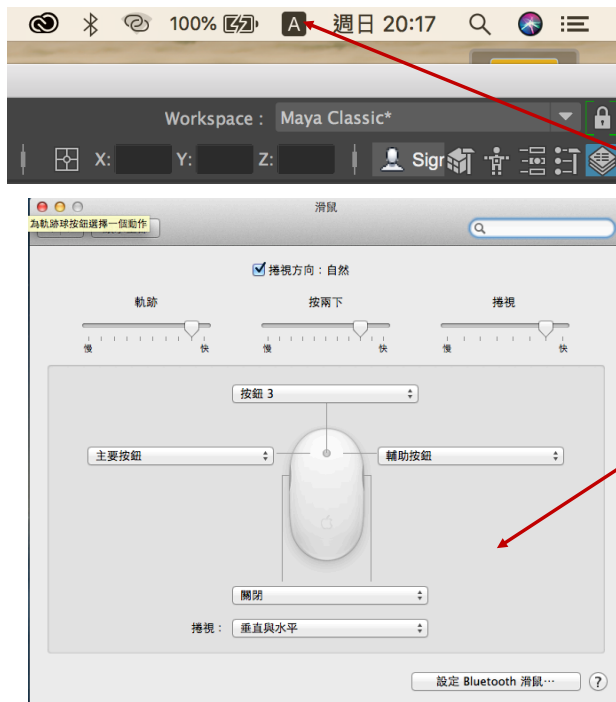 100% A 週日 20:17
Workspace : Maya Classic*
X: Y: Z: Sigr
滑鼠
為軌跡球按鈕選擇一個動作
捲視方向：自然
軌跡 按兩下 捲視
慢 快 慢 快 慢 快
按鈕 3
主要按鈕 輔助按鈕
關閉
捲視： 垂直與水平
設定 Bluetooth 滑鼠⋯ ?